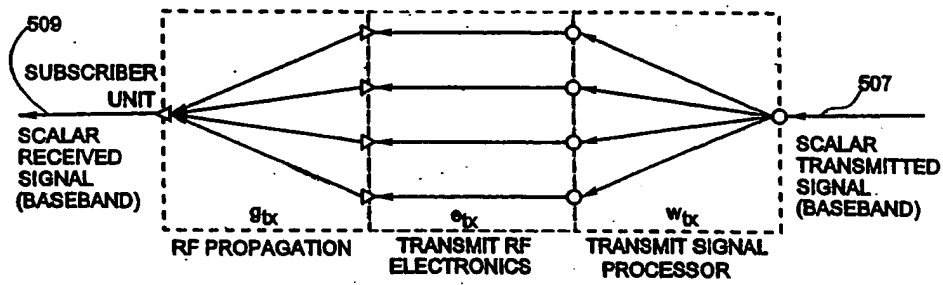 509
SUBSCRIBER
UNIT
507
SCALAR
RECEIVED
SIGNAL
(BASEBAND)
SCALAR
TRANSMITTED
SIGNAL
(BASEBAND)
gtx
etx
wtx
RF PROPAGATION
TRANSMIT RF
ELECTRONICS
TRANSMIT SIGNAL
PROCESSOR